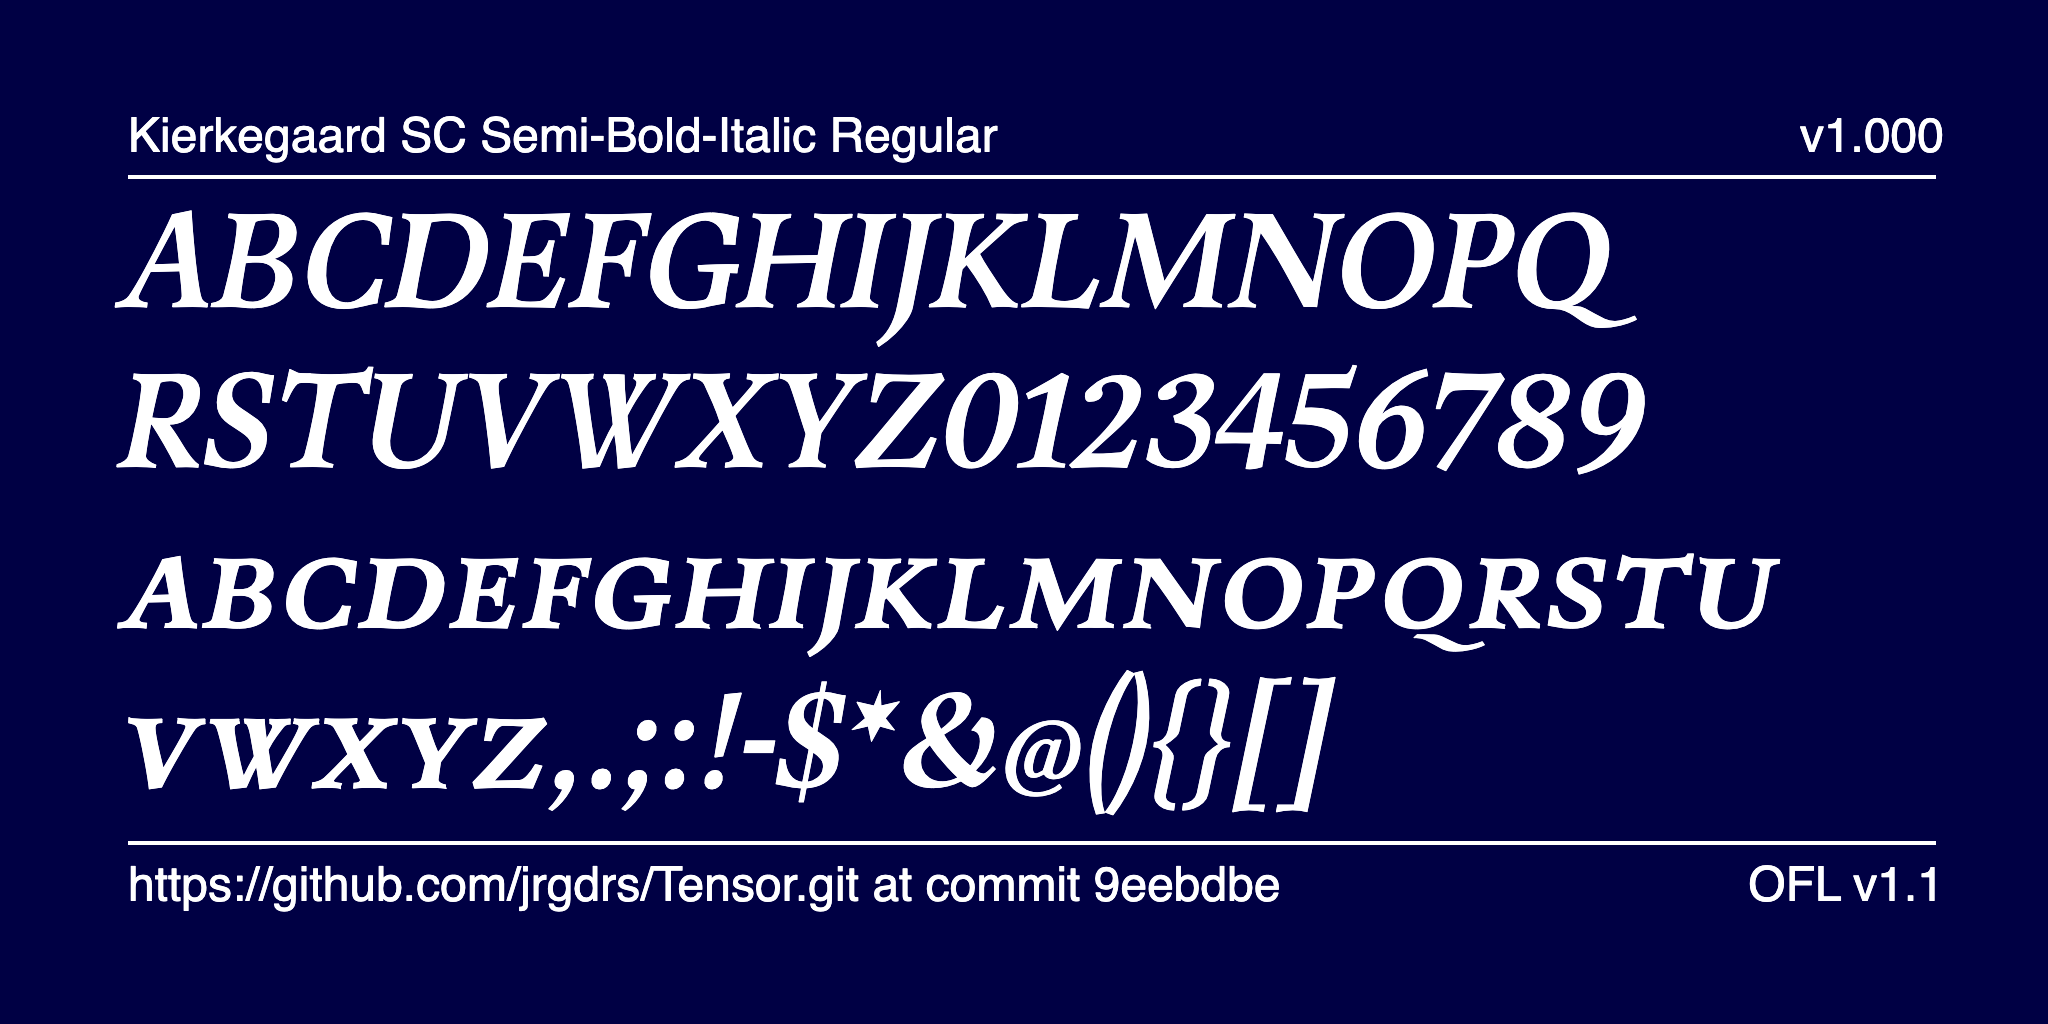 Kierkegaard SC Semi-Bold-Italic Regular v1.000
ABCDEFGHIJKLMNOPQ
RSTUVWXYZ0123456789
ABCDEFGHIJKLMNOPQRSTU
VWXYZ,.;:!-$*&@(){}[]
https://github.com/jrgdrs/Tensor.git at commit 9eebdbe OFL v1.1